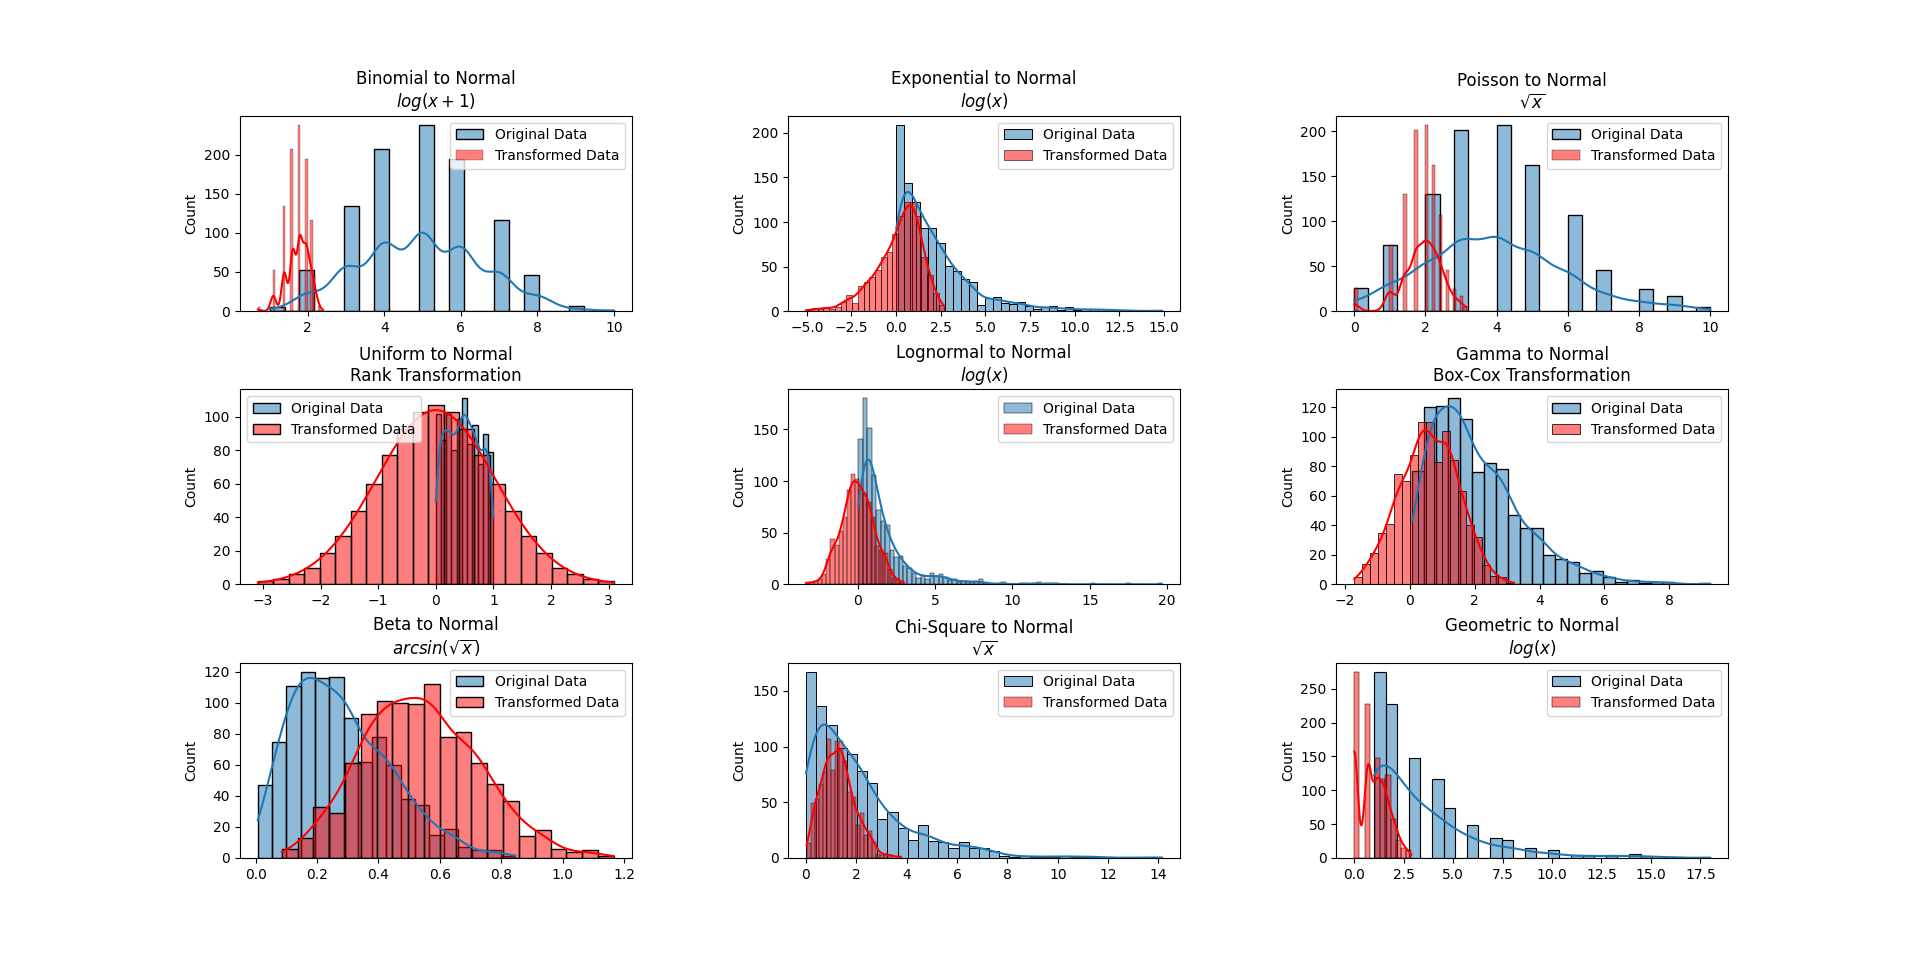 Binomial to Normal
log(x + 1)
Original Data
Transformed Data
Count
200
150
100
50
0
2 4 6 8 10
Exponential to Normal
log(x)
Original Data
Transformed Data
Count
200
150
100
50
0
−5.0 −2.5 0.0 2.5 5.0 7.5 10.0 12.5 15.0
Poisson to Normal
√x
Original Data
Transformed Data
Count
200
175
150
125
100
75
50
25
0
0 2 4 6 8 10
Uniform to Normal
Rank Transformation
Original Data
Transformed Data
Count
100
80
60
40
20
0
−3 −2 −1 0 1 2 3
Lognormal to Normal
log(x)
Original Data
Transformed Data
Count
150
100
50
0
0 5 10 15 20
Gamma to Normal
Box-Cox Transformation
Original Data
Transformed Data
Count
120
100
80
60
40
20
0
−2 0 2 4 6 8
Beta to Normal
arcsin(√x)
Original Data
Transformed Data
Count
120
100
80
60
40
20
0
0.0 0.2 0.4 0.6 0.8 1.0 1.2
Chi-Square to Normal
√x
Original Data
Transformed Data
Count
150
100
50
0
0 2 4 6 8 10 12 14
Geometric to Normal
log(x)
Original Data
Transformed Data
Count
250
200
150
100
50
0
0.0 2.5 5.0 7.5 10.0 12.5 15.0 17.5